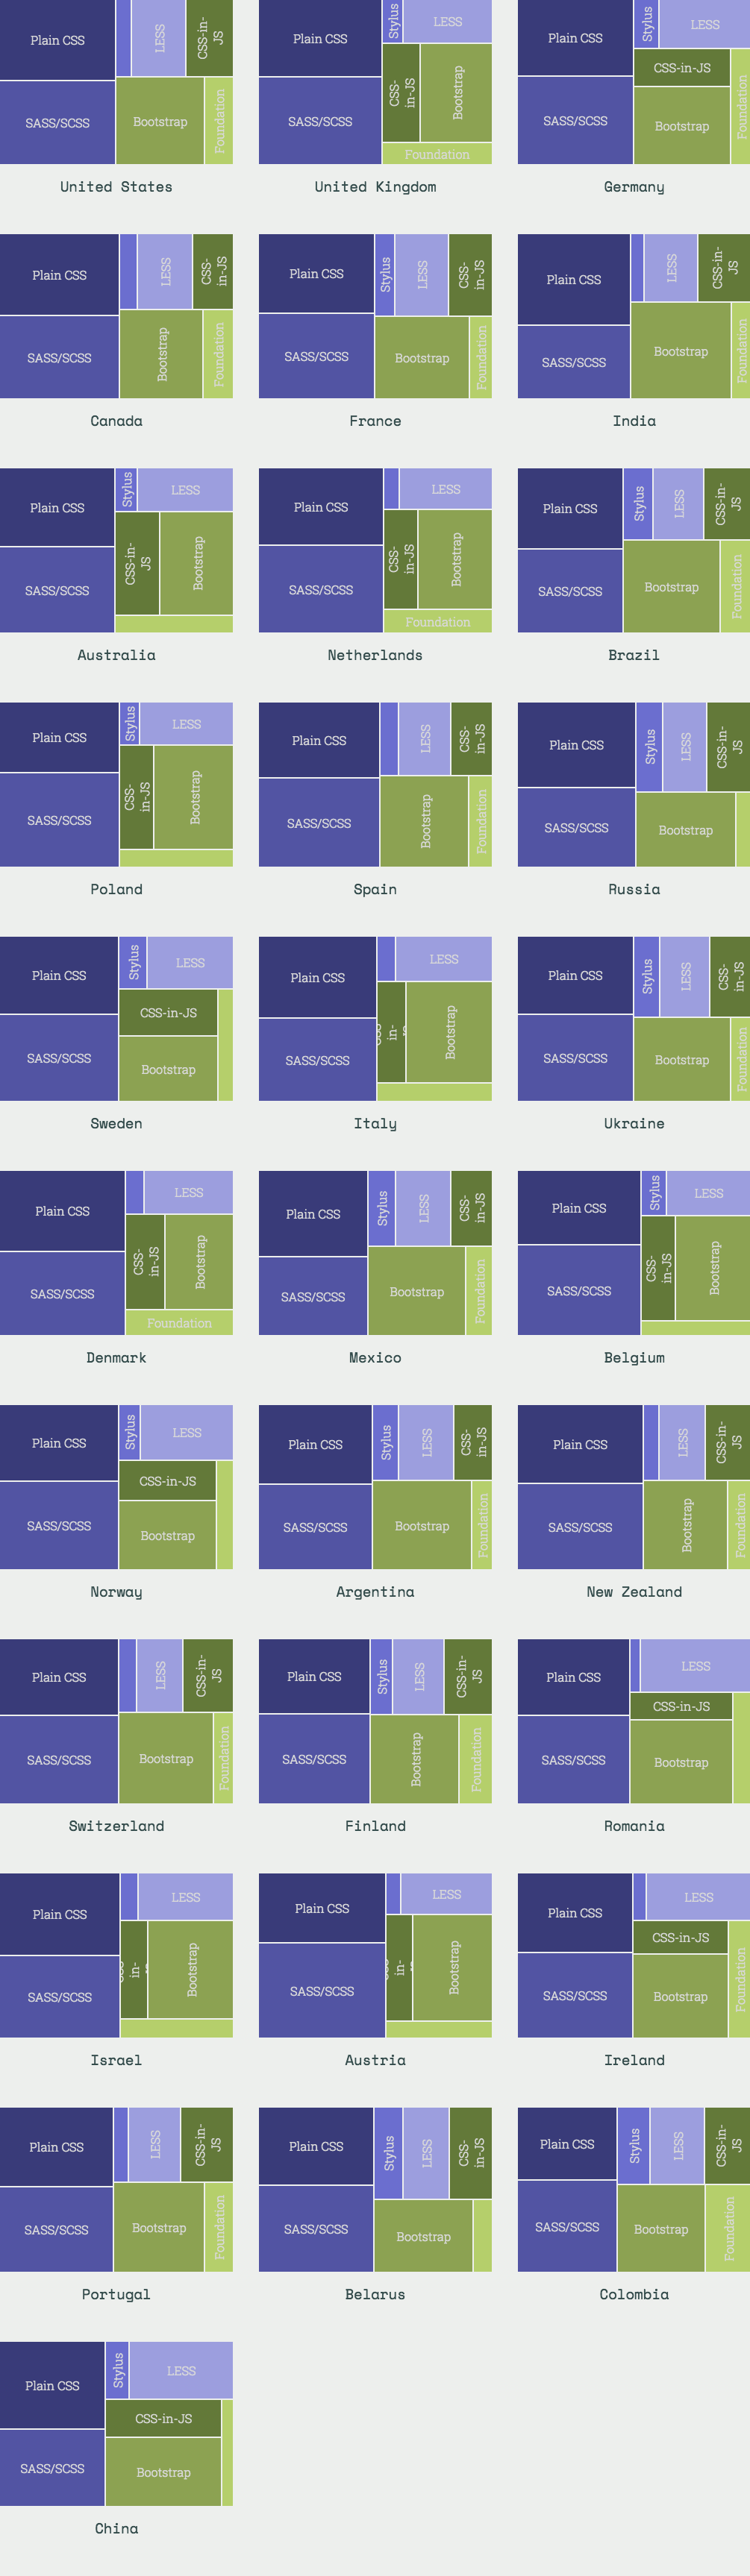 Plain CSS
LESS
CSS-in-
JS
SASS/SCSS
Bootstrap
Foundation
United States
Plain CSS
Stylus
LESS
SASS/SCSS
CSS-
in-JS
Bootstrap
Foundation
United Kingdom
Plain CSS
Stylus
LESS
CSS-in-JS
SASS/SCSS
Bootstrap
Foundation
Germany
Plain CSS
LESS
CSS-
in-JS
SASS/SCSS
Bootstrap
Foundation
Canada
Plain CSS
Stylus
LESS
CSS-
in-JS
SASS/SCSS
Bootstrap
Foundation
France
Plain CSS
LESS
CSS-in-
JS
SASS/SCSS
Bootstrap
Foundation
India
Plain CSS
Stylus
LESS
SASS/SCSS
CSS-in-
JS
Bootstrap
Australia
Plain CSS
LESS
SASS/SCSS
CSS-
in-JS
Bootstrap
Foundation
Netherlands
Plain CSS
Stylus
LESS
CSS-in-
JS
SASS/SCSS
Bootstrap
Foundation
Brazil
Plain CSS
Stylus
LESS
SASS/SCSS
CSS-
in-JS
Bootstrap
Poland
Plain CSS
LESS
CSS-
in-JS
SASS/SCSS
Bootstrap
Foundation
Spain
Plain CSS
Stylus
LESS
CSS-in-
JS
SASS/SCSS
Bootstrap
Russia
Plain CSS
Stylus
LESS
CSS-in-JS
SASS/SCSS
Bootstrap
Sweden
Plain CSS
LESS
SASS/SCSS
in-
Bootstrap
Italy
Plain CSS
Stylus
LESS
CSS-
in-JS
SASS/SCSS
Bootstrap
Foundation
Ukraine
Plain CSS
LESS
SASS/SCSS
CSS-
in-JS
Bootstrap
Foundation
Denmark
Plain CSS
Stylus
LESS
CSS-
in-JS
SASS/SCSS
Bootstrap
Foundation
Mexico
Plain CSS
Stylus
LESS
SASS/SCSS
CSS-
in-JS
Bootstrap
Belgium
Plain CSS
Stylus
LESS
CSS-in-JS
SASS/SCSS
Bootstrap
Norway
Plain CSS
Stylus
LESS
CSS-
in-JS
SASS/SCSS
Bootstrap
Foundation
Argentina
Plain CSS
LESS
CSS-in-
JS
SASS/SCSS
Bootstrap
Foundation
New Zealand
Plain CSS
LESS
CSS-in-
JS
SASS/SCSS
Bootstrap
Foundation
Switzerland
Plain CSS
Stylus
LESS
CSS-in-
JS
SASS/SCSS
Bootstrap
Foundation
Finland
Plain CSS
LESS
CSS-in-JS
SASS/SCSS
Bootstrap
Romania
Plain CSS
LESS
SASS/SCSS
in-
Bootstrap
Israel
Plain CSS
LESS
SASS/SCSS
in-
Bootstrap
Austria
Plain CSS
LESS
CSS-in-JS
SASS/SCSS
Bootstrap
Foundation
Ireland
Plain CSS
LESS
CSS-in-
JS
SASS/SCSS
Bootstrap
Foundation
Portugal
Plain CSS
Stylus
LESS
CSS-
in-JS
SASS/SCSS
Bootstrap
Belarus
Plain CSS
Stylus
LESS
CSS-in-
JS
SASS/SCSS
Bootstrap
Foundation
Colombia
Plain CSS
Stylus
LESS
CSS-in-JS
SASS/SCSS
Bootstrap
China